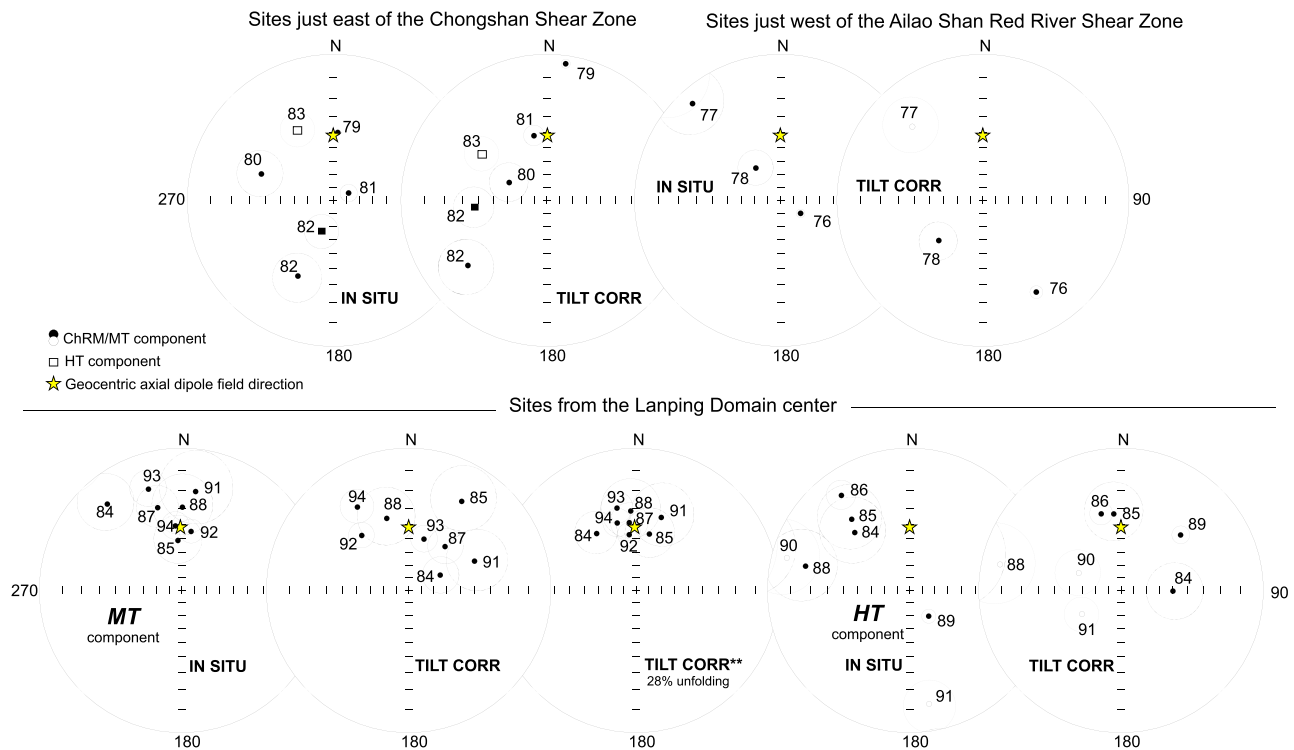 Sites just east of the Chongshan Shear Zone
Sites just west of the Ailao Shan Red River Shear Zone
N
N
N
N
79
83
79
80
81
82
82
270
IN SITU
79
81
83
80
82
82
TILT CORR
77
78
76
IN SITU
77
TILT CORR
78
76
90
180
180
180
180
ChRM/MT component
HT component
Geocentric axial dipole field direction
Sites from the Lanping Domain center
N
N
N
N
N
93
91
84
87
88
94
92
85
270
MT
component
IN SITU
94
88
85
92
93
87
91
84
TILT CORR
93
88
94
87
91
84
92
85
TILT CORR**
28% unfolding
86
85
84
90
88
HT
component
89
IN SITU
91
86
85
89
88
90
84
91
90
TILT CORR
180
180
180
180
180